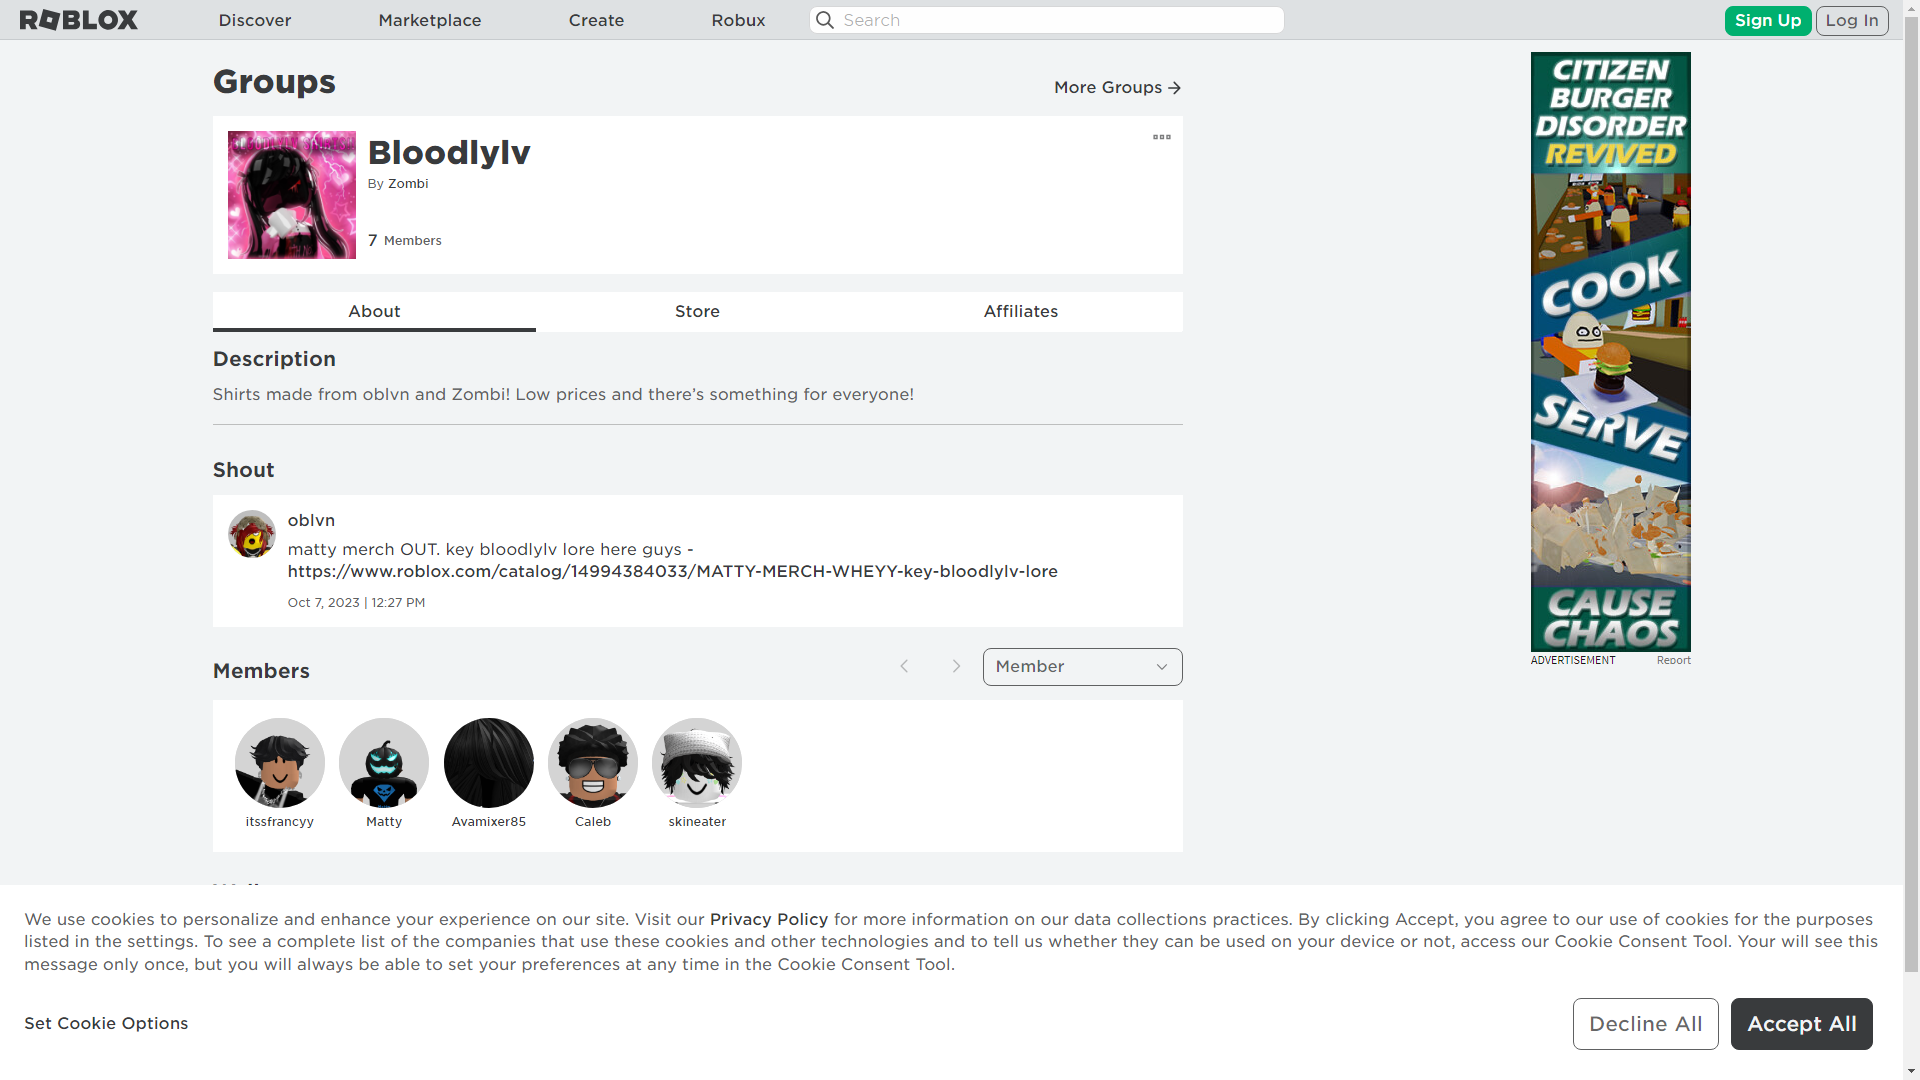 ROBLOX
Discover
Marketplace
Create
Robux
Search
Sign Up
Log In
Groups
More Groups
Bloodlylv
By Zombi
7 Members
About
Store
Affiliates
Description
Shirts made from oblvn and Zombi! Low prices and there’s something for everyone!
Shout
oblvn
matty merch OUT. key bloodlylv lore here guys -
https://www.roblox.com/catalog/14994384033/MATTY-MERCH-WHEYY-key-bloodlylv-lore
Oct 7, 2023 | 12:27 PM
Members
Member
itssfrancyy
Matty
Avamixer85
Caleb
skineater
CITIZEN
BURGER
DISORDER
REVIVED
COOK
SERVE
CAUSE
CHAOS
ADVERTISEMENT
Report
We use cookies to personalize and enhance your experience on our site. Visit our Privacy Policy for more information on our data collections practices. By clicking Accept, you agree to our use of cookies for the purposes
listed in the settings. To see a complete list of the companies that use these cookies and other technologies and to tell us whether they can be used on your device or not, access our Cookie Consent Tool. Your will see this
message only once, but you will always be able to set your preferences at any time in the Cookie Consent Tool.
Set Cookie Options
Decline All
Accept All